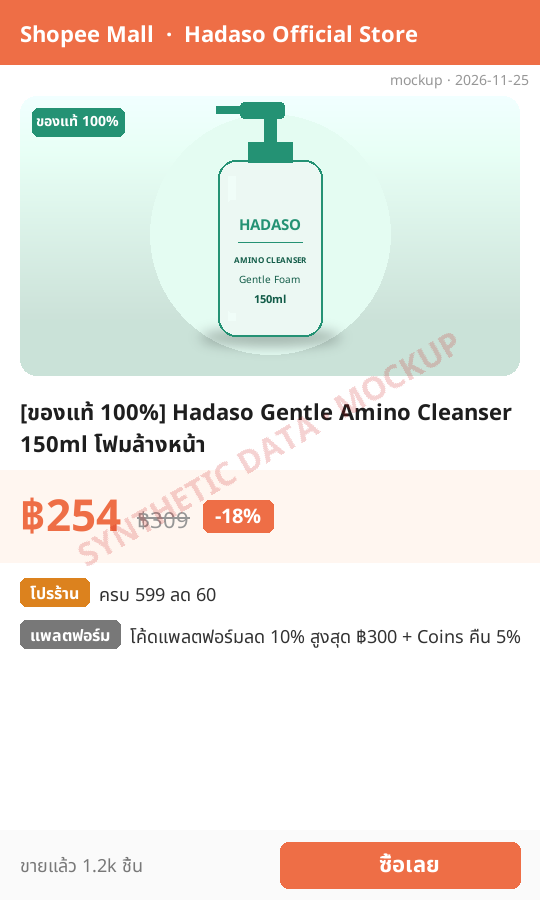 Shopee Mall · Hadaso Official Store
mockup · 2026-11-25
ของแท้ 100%
HADASO
AMINO CLEANSER
Gentle Foam
150ml
[ของแท้ 100%] Hadaso Gentle Amino Cleanser
150ml โฟมล้างหน้า
฿254 ฿309 -18%
SYNTHETIC DATA · MOCKUP
โปรร้าน ครบ 599 ลด 60
แพลตฟอร์ม โค้ดแพลตฟอร์มลด 10% สูงสุด ฿300 + Coins คืน 5%
ขายแล้ว 1.2k ชิ้น
ซื้อเลย